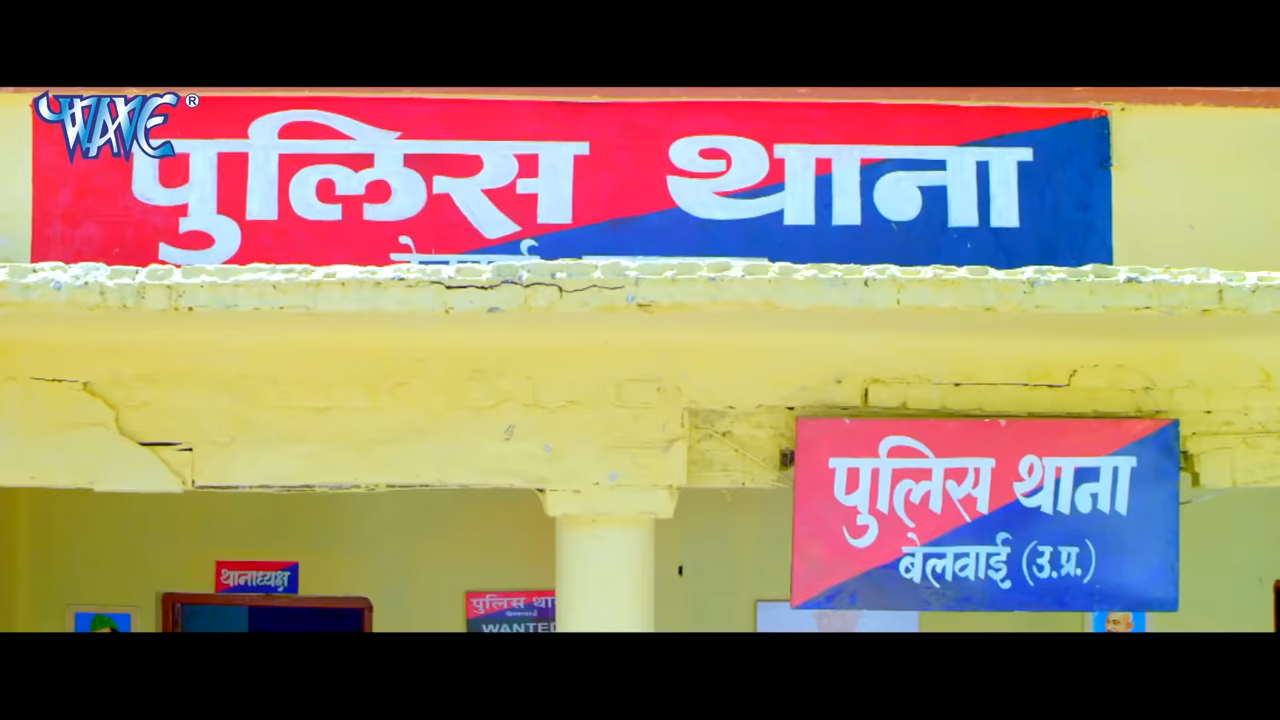 WAVE ®
पुलिस थाना
पुलिस थाना
बेलवाई (उ.प्र.)
थानाध्यक्ष
पुलिस था
WANTED